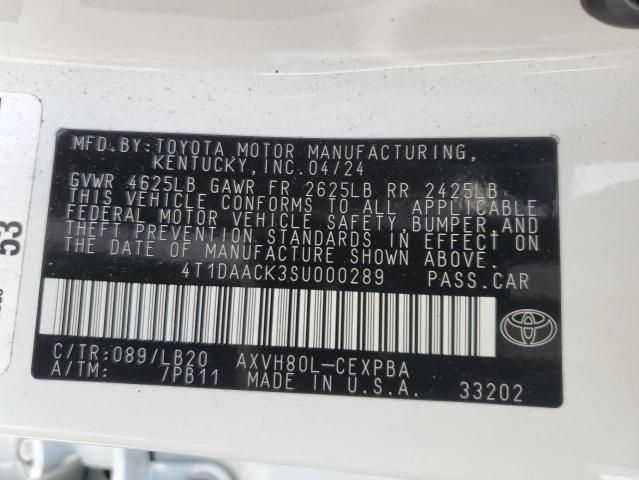 MFD.BY:TOYOTA MOTOR MANUFACTURING,
KENTUCKY,INC.04/24
GVWR 4625LB GAWR FR 2625LB RR 2425LB
THIS VEHICLE CONFORMS TO ALL APPLICABLE
FEDERAL MOTOR VEHICLE SAFETY,BUMPER,AND
THEFT PREVENTION STANDARDS IN EFFECT ON
THE DATE OF MANUFACTURE SHOWN ABOVE.
4T1DAACK3SU000289 PASS.CAR
C/TR:089/LB20 AXVH80L-CEXPBA
A/TM: 7PB11 MADE IN U.S.A. 33202
53